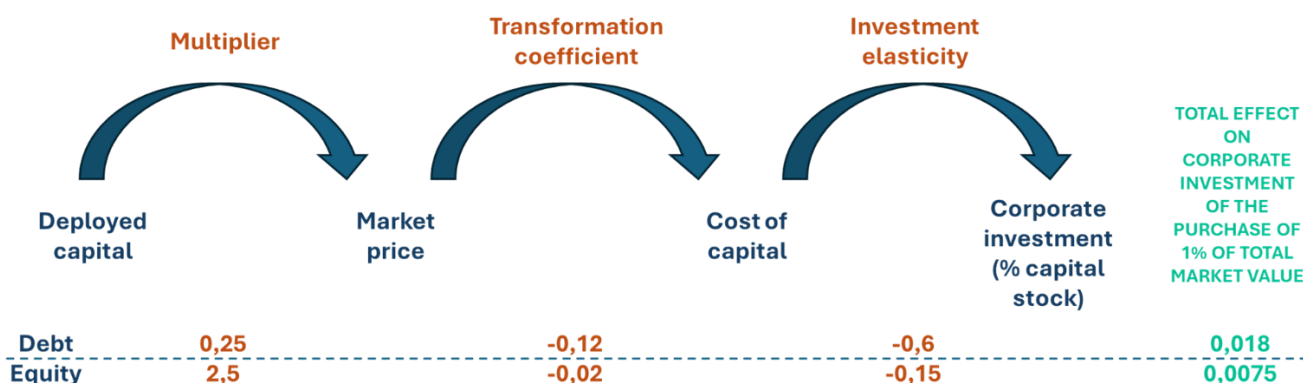 Multiplier
Transformation
coefficient
Investment
elasticity
TOTAL EFFECT
ON
CORPORATE
INVESTMENT
OF THE
PURCHASE OF
1% OF TOTAL
MARKET VALUE
Deployed
capital
Market
price
Cost of
capital
Corporate
investment
(% capital
stock)
Debt 0,25 -0,12 -0,6 0,018
Equity 2,5 -0,02 -0,15 0,0075